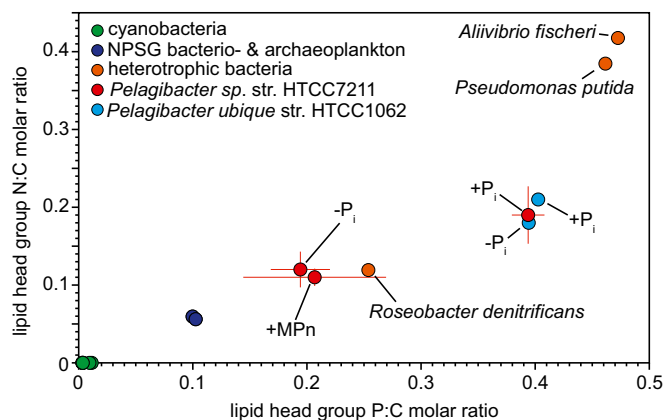 cyanobacteria
NPSG bacterio- & archaeoplankton
heterotrophic bacteria
Pelagibacter sp. str. HTCC7211
Pelagibacter ubique str. HTCC1062
Aliivibrio fischeri
Pseudomonas putida
+Pi
-Pi
+Pi
-Pi
+MPn
Roseobacter denitrificans
lipid head group N:C molar ratio
0.4
0.3
0.2
0.1
0
0
0.1
0.2
0.3
0.4
0.5
lipid head group P:C molar ratio